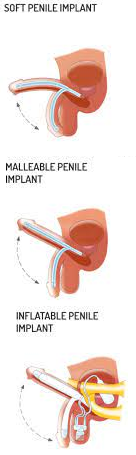 SOFT PENILE IMPLANT
MALLEABLE PENILE
IMPLANT
INFLATABLE PENILE
IMPLANT